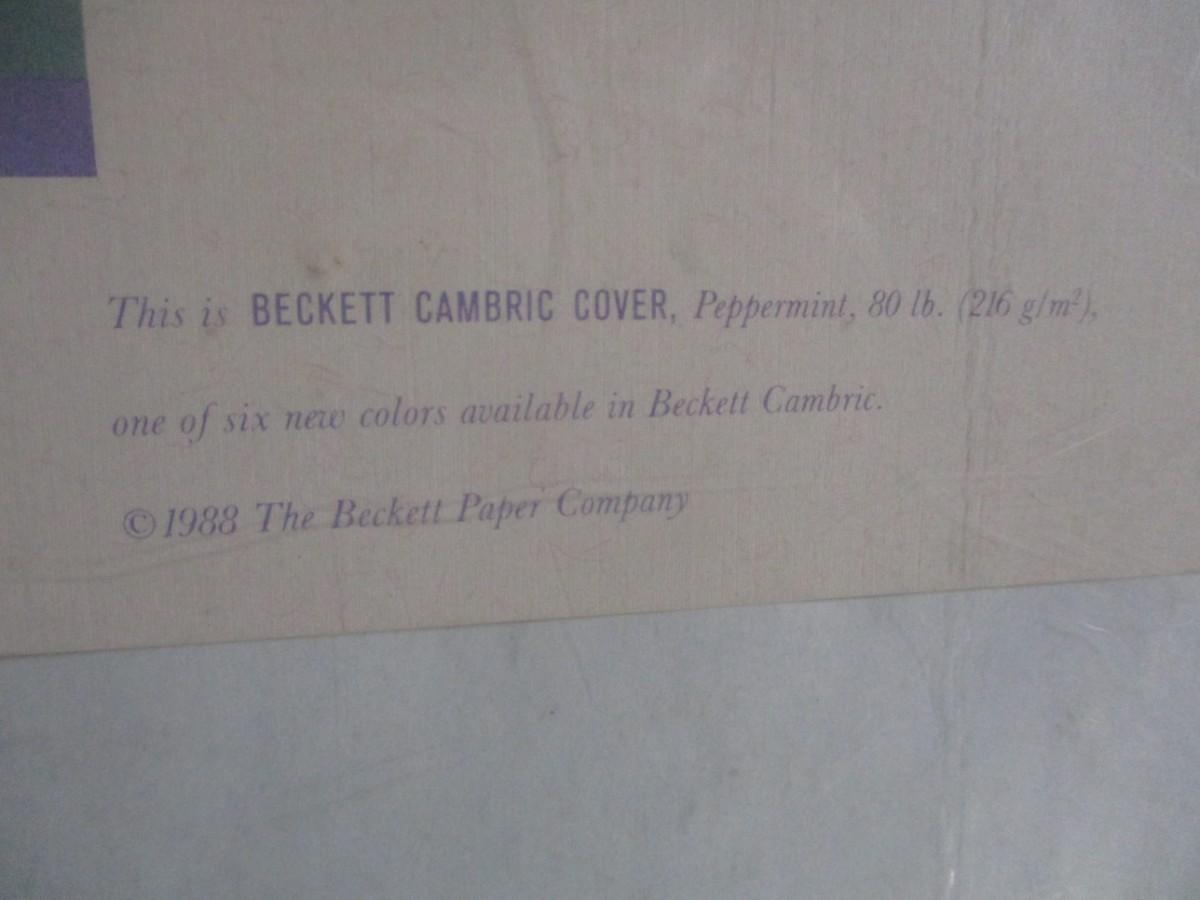 This is BECKETT CAMBRIC COVER, Peppermint, 80 lb. (216 g/m²),
one of six new colors available in Beckett Cambric.
©1988 The Beckett Paper Company